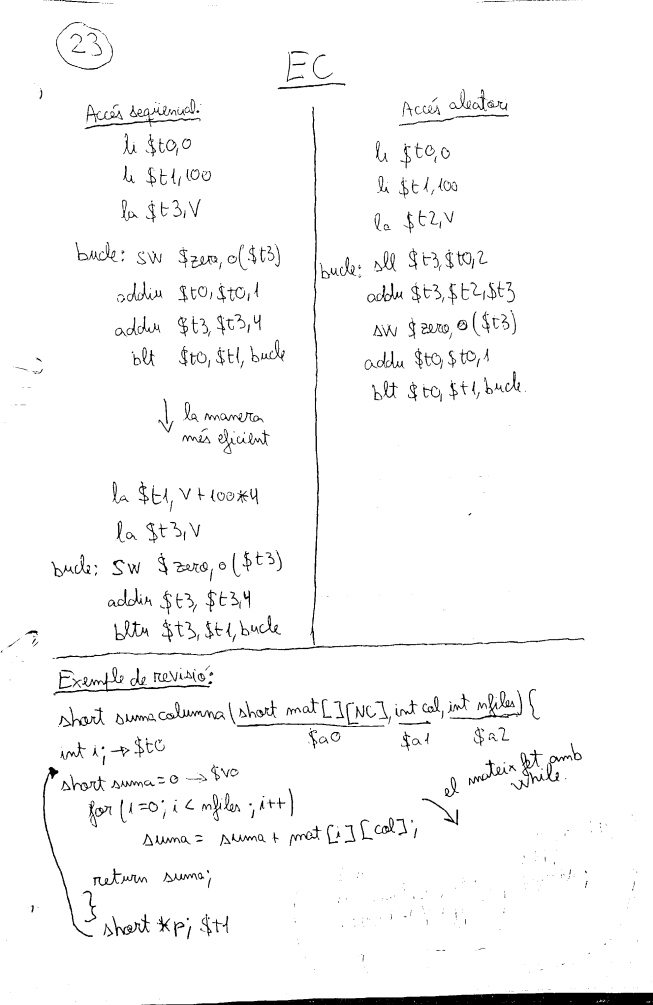 23
EC
Accés seqüencial:
li $t0,0
li $t1,100
la $t3,V
bucle: sw $zero,0($t3)
addiu $t0,$t0,1
addiu $t3,$t3,4
blt $t0,$t1,bucle
↓ la manera
més eficient
la $t1, V+100*4
la $t3,V
bucle: sw $zero,0($t3)
addiu $t3,$t3,4
bltu $t3,$t1,bucle
Accés aleatori
li $t0,0
li $t1,100
la $t2,V
bucle: sll $t3,$t0,2
addu $t3,$t2,$t3
sw $zero,0($t3)
addu $t0,$t0,1
blt $t0,$t1,bucle.
Exemple de revisió:
short sumacolumna(short mat[][NC], int col, int nfiles){
$a0 $a1 $a2
int i; → $t0
short suma=0 → $v0
for (i=0; i<nfiles; i++)
suma = suma + mat[i][col];
el mateix fet amb
while.
return suma;
}
short *p; $t1